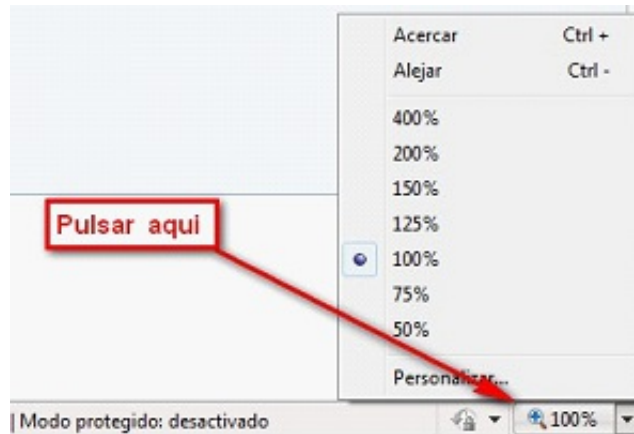 Acercar Ctrl +
Alejar Ctrl -
400%
200%
150%
Pulsar aqui
125%
100%
75%
50%
Personalizar...
| Modo protegido: desactivado 100%